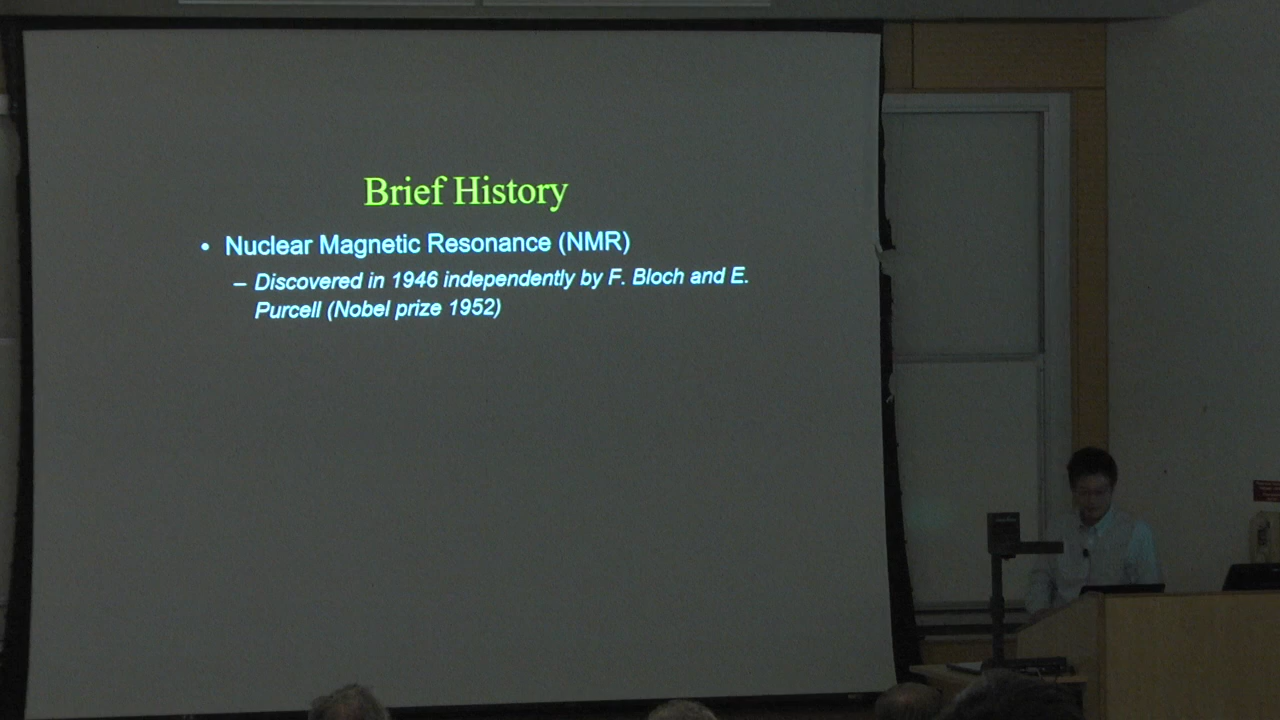 Brief History
• Nuclear Magnetic Resonance (NMR)
– Discovered in 1946 independently by F. Bloch and E.
Purcell (Nobel prize 1952)